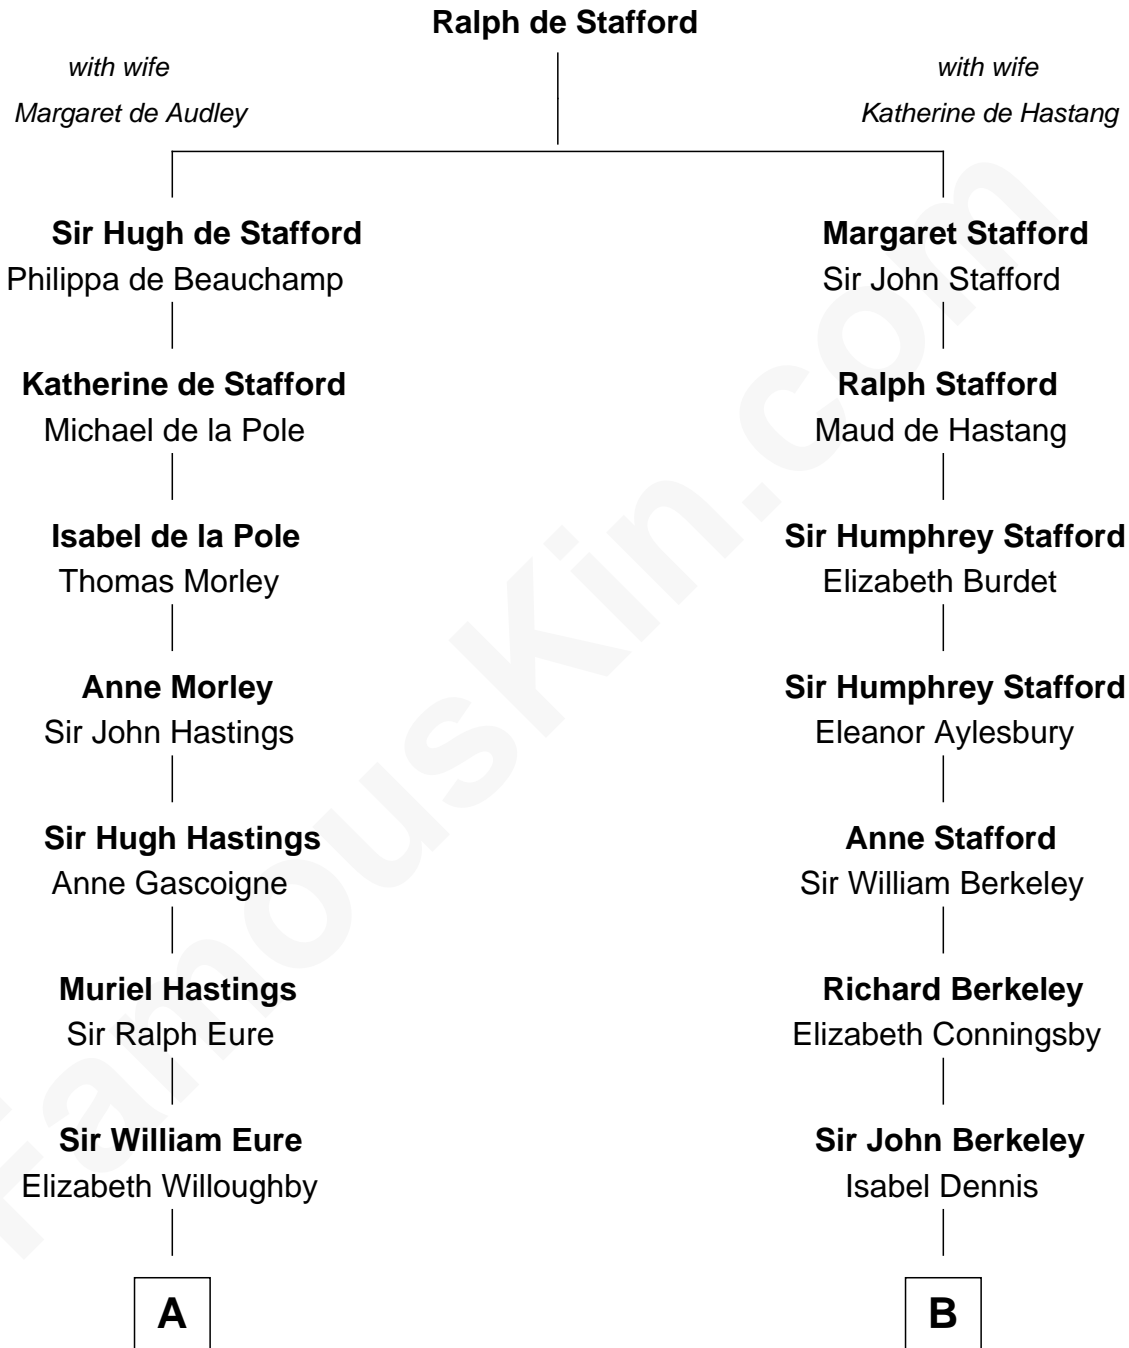 Ralph de Stafford
with wife
Margaret de Audley
with wife
Katherine de Hastang
Sir Hugh de Stafford
Philippa de Beauchamp
Margaret Stafford
Sir John Stafford
Katherine de Stafford
Michael de la Pole
Ralph Stafford
Maud de Hastang
Isabel de la Pole
Thomas Morley
Sir Humphrey Stafford
Elizabeth Burdet
Anne Morley
Sir John Hastings
Sir Humphrey Stafford
Eleanor Aylesbury
Sir Hugh Hastings
Anne Gascoigne
Anne Stafford
Sir William Berkeley
Muriel Hastings
Sir Ralph Eure
Richard Berkeley
Elizabeth Conningsby
Sir William Eure
Elizabeth Willoughby
Sir John Berkeley
Isabel Dennis
A
B
FamousKin.com